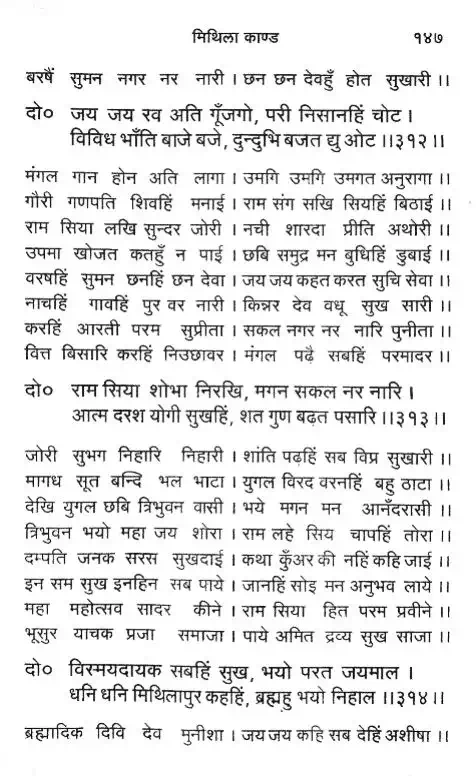 मिथिला काण्ड १४७
बरषैं सुमन नगर नर नारी । छन छन देवहुँ होत सुखारी ।।
दो० जय जय रव अति गूँजगो, परी निसानहिं चोट ।
विविध भाँति बाजे बजे, दुन्दुभि बजत द्यु ओट ।।३१२।।
मंगल गान होन अति लागा । उमगि उमगि उमगत अनुरागा ।।
गौरी गणपति शिवहिं मनाई । राम संग सखि सियहिं बिठाई ।।
राम सिया लखि सुन्दर जोरी । नची शारदा प्रीति अथोरी ।।
उपमा खोजत कतहुँ न पाई । छबि समुद्र मन बुधिहिं डुबाई ।।
वरषहिं सुमन छनहिं छन देवा । जय जय कहत करत सुचि सेवा ।।
नाचहिं गावहिं पुर वर नारी । किन्नर देव वधू सुख सारी ।।
करहिं आरती परम सुप्रीता । सकल नगर नर नारि पुनीता ।।
वित्त बिसारि करहिं निउछावर । मंगल पढ़ै सबहिं परमादर ।।
दो० राम सिया शोभा निरखि, मगन सकल नर नारि ।
आत्म दरश योगी सुखहिं, शत गुण बढ़त पसारि ।।३१३।।
जोरी सुभग निहारि निहारी । शांति पढ़हिं सब विप्र सुखारी ।।
मागध सूत बन्दि भल भाटा । युगल विरद वरनहिं बहु ठाटा ।।
देखि युगल छबि त्रिभुवन वासी । भये मगन मन आनँदरासी ।।
त्रिभुवन भयो महा जय शोरा । राम लहे सिय चापहिं तोरा ।।
दम्पति जनक सरस सुखदाई । कथा कुँअर की नहिं कहि जाई ।।
इन सम सुख इनहिन सब पाये । जानहिं सोइ मन अनुभव लाये ।।
महा महोत्सव सादर कीने । राम सिया हित परम प्रवीने ।।
भूसुर याचक प्रजा समाजा । पाये अमित द्रव्य सुख साजा ।।
दो० विस्मयदायक सबहिं सुख, भयो परत जयमाल ।
धनि धनि मिथिलापुर कहहिं, ब्रह्महु भयो निहाल ।।३१४।।
ब्रह्मादिक दिवि देव मुनीशा । जय जय कहि सब देहिं अशीषा ।।